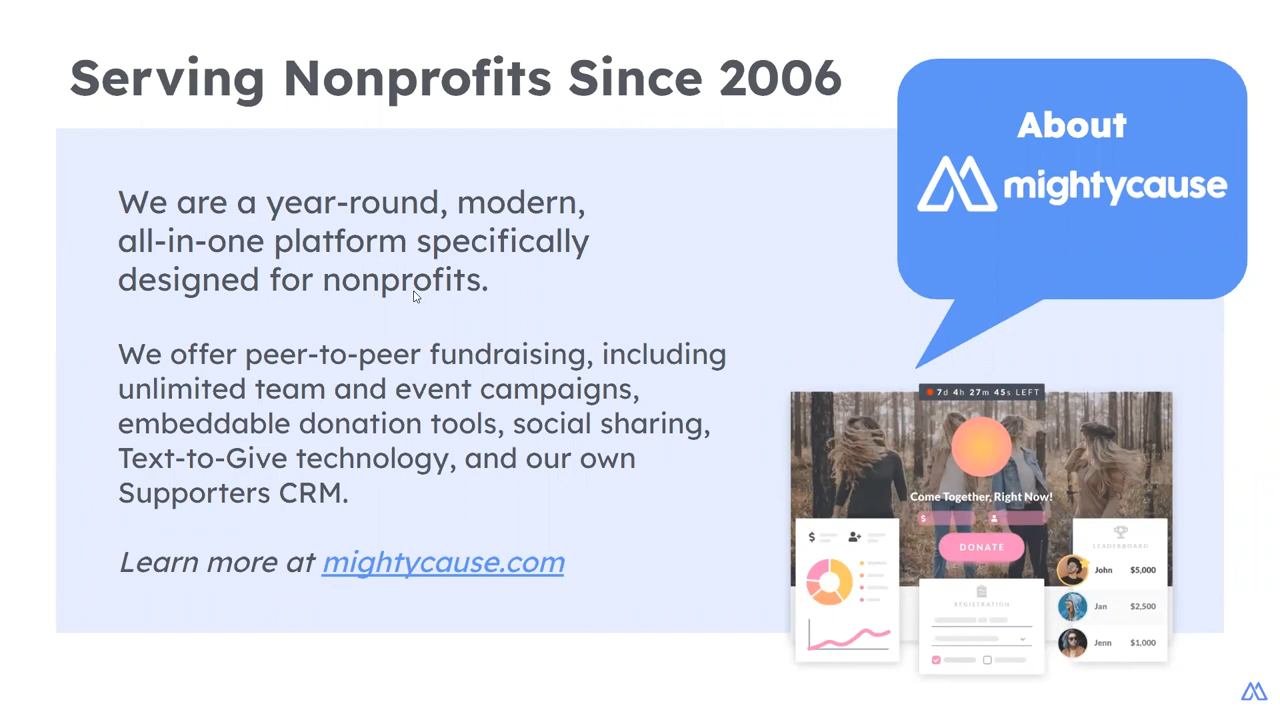 Serving Nonprofits Since 2006
About
mightycause
We are a year-round, modern,
all-in-one platform specifically
designed for nonprofits.
We offer peer-to-peer fundraising, including
unlimited team and event campaigns,
embeddable donation tools, social sharing,
Text-to-Give technology, and our own
Supporters CRM.
Learn more at mightycause.com
7d 4h 27m 45s LEFT
Come Together, Right Now!
$
DONATE
$
REGISTRATION
LEADERBOARD
John $5,000
Jan $2,500
Jenn $1,000